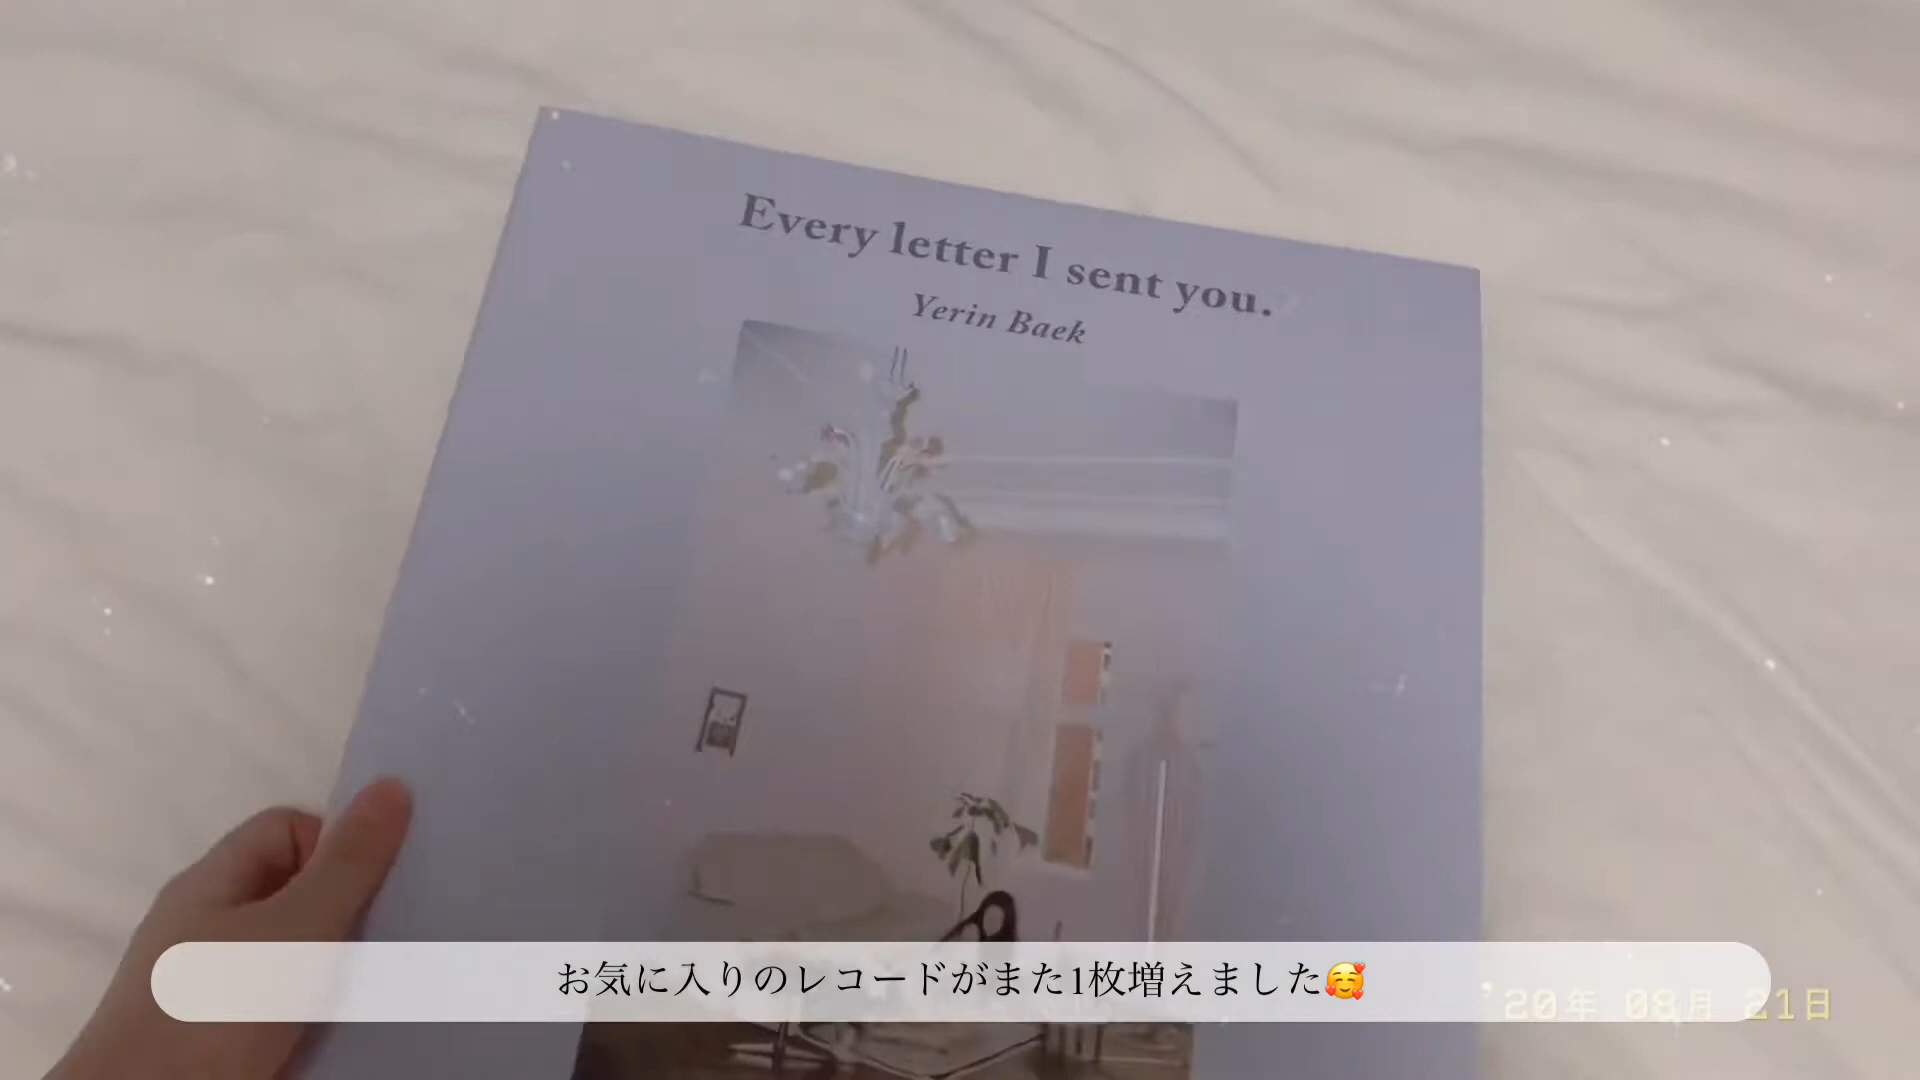 Every letter I sent you.
Yerin Baek
お気に入りのレコードがまた1枚増えました🥰
'20年 08月 21日